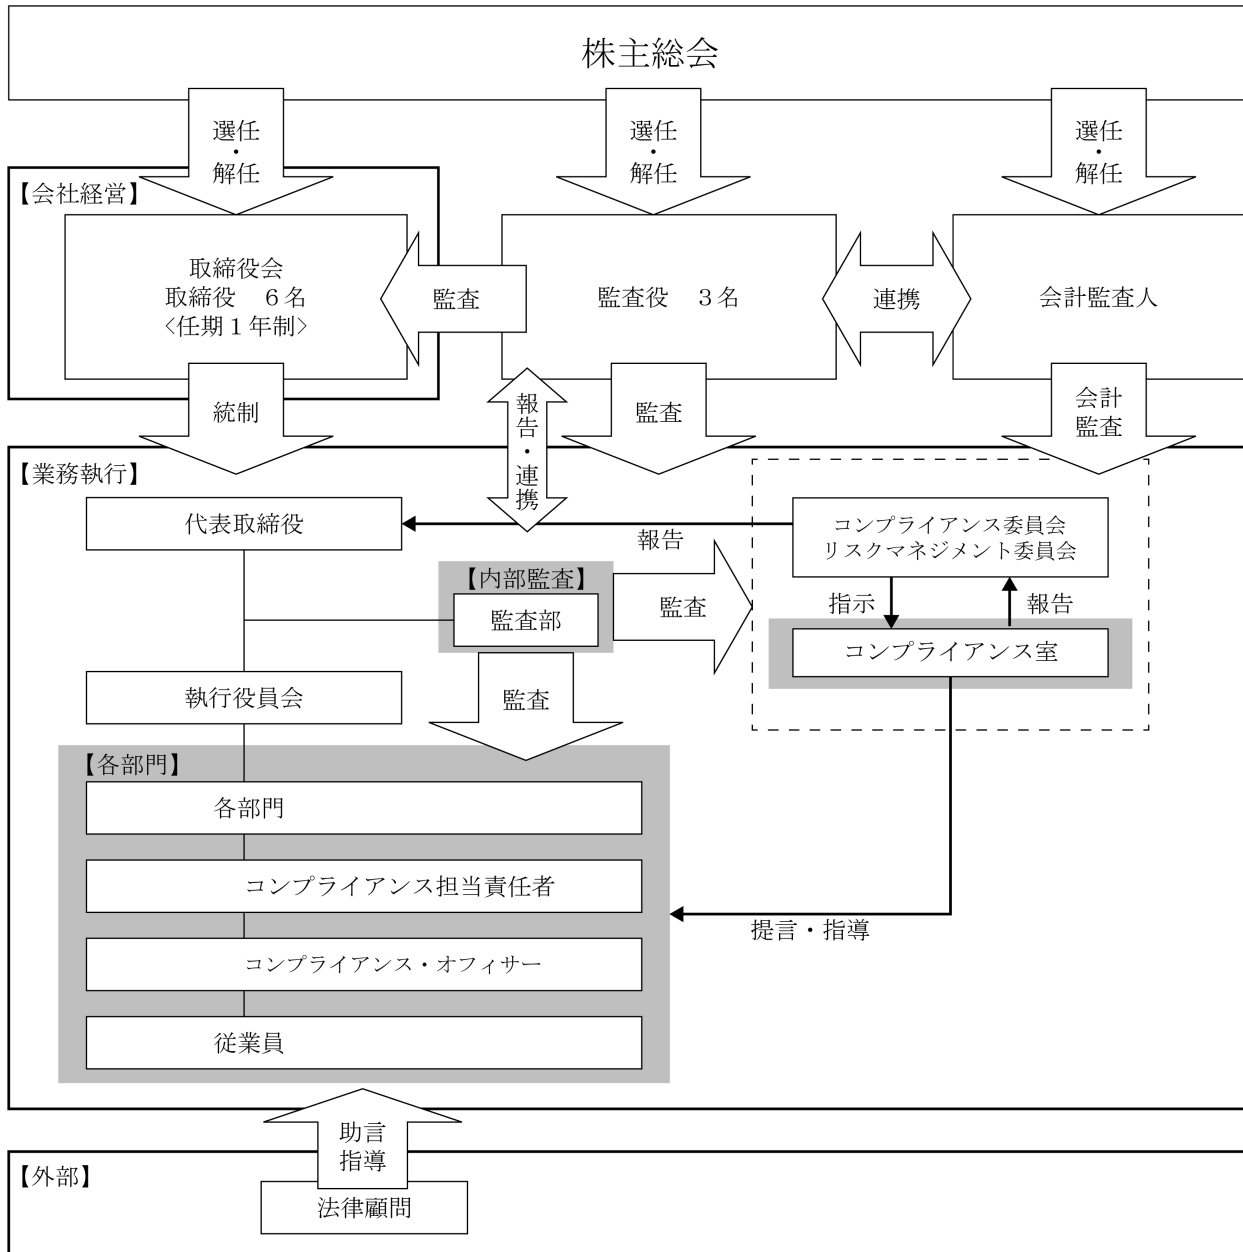 株主総会
選任
・
解任
選任
・
解任
選任
・
解任
【会社経営】
取締役会
取締役　６名
<任期１年制>
監査
監査役　３名
連携
会計監査人
統制
報告・連携
監査
会計
監査
【業務執行】
代表取締役
報告
コンプライアンス委員会
リスクマネジメント委員会
【内部監査】
監査部
監査
指示
報告
コンプライアンス室
執行役員会
監査
【各部門】
各部門
コンプライアンス担当責任者
提言・指導
コンプライアンス・オフィサー
従業員
助言
指導
【外部】
法律顧問